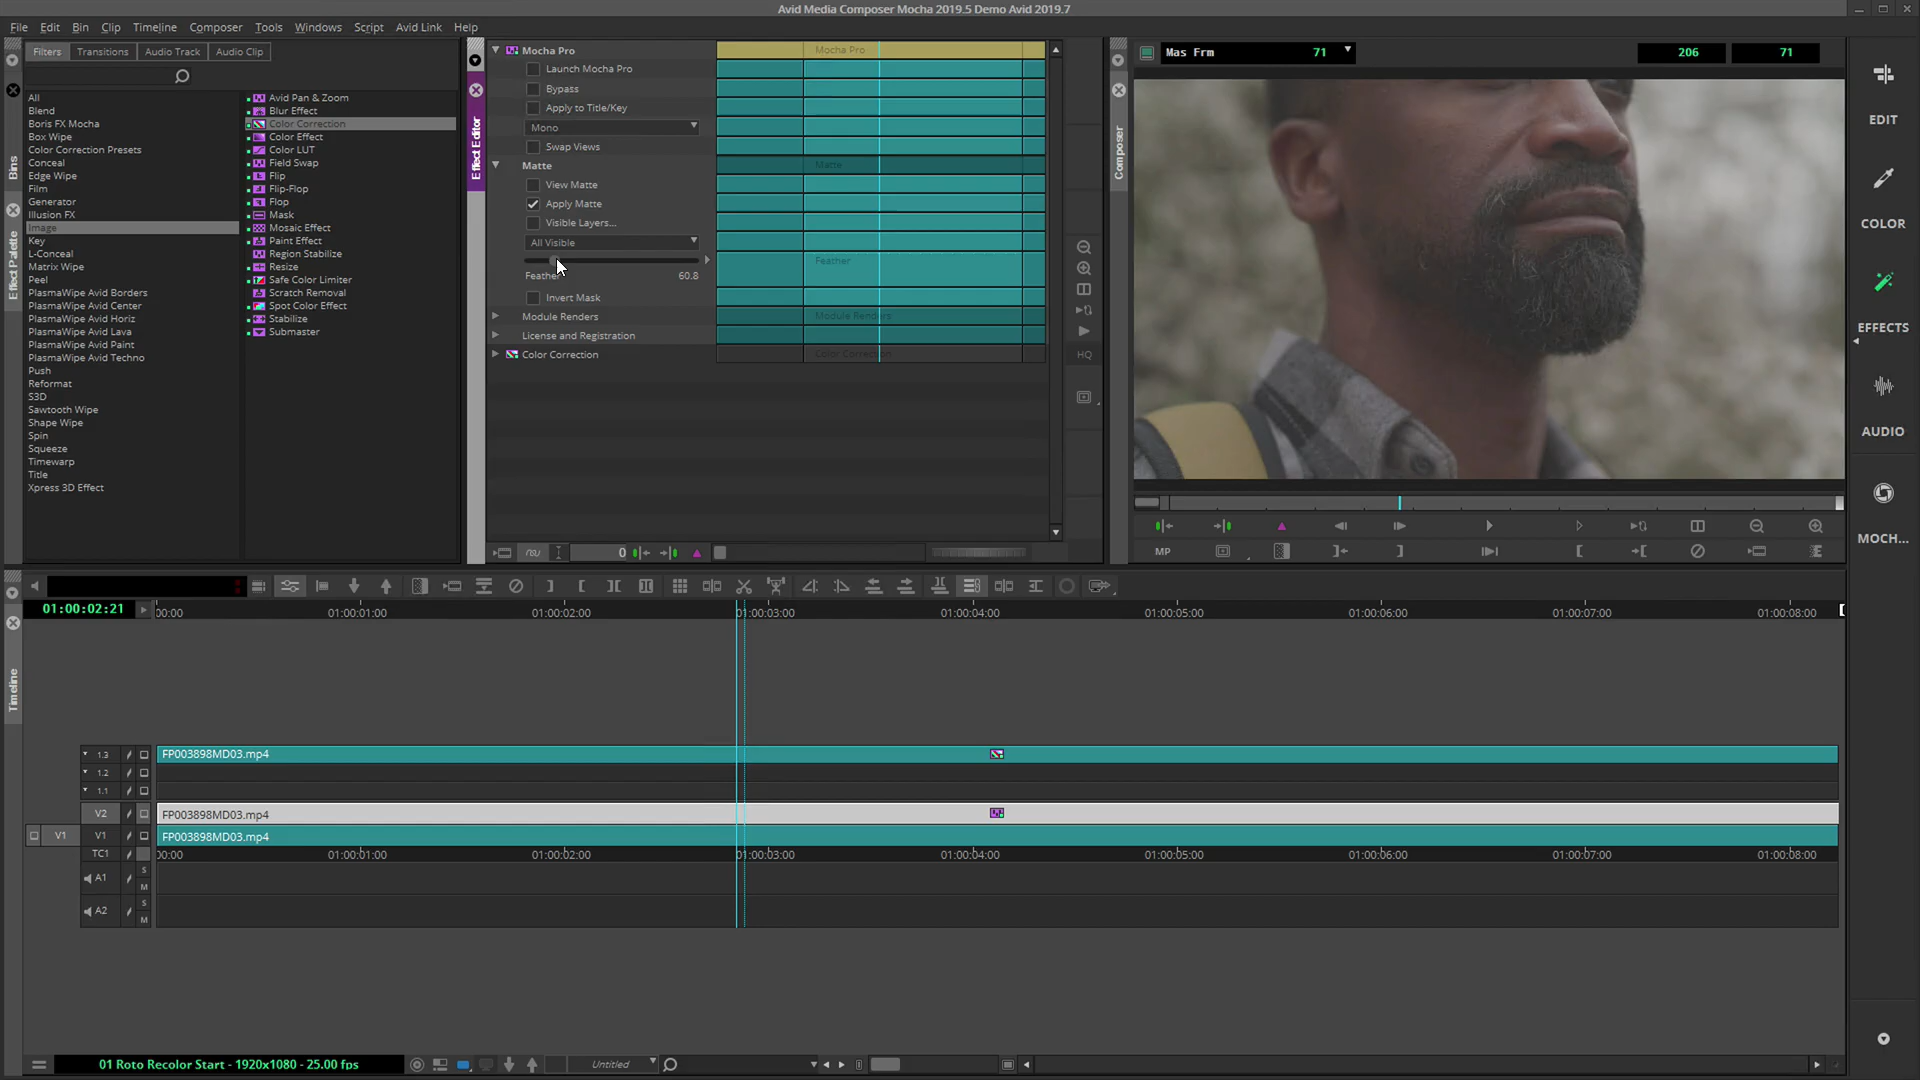 Avid Media Composer Mocha 2019.5 Demo Avid 2019.7
File Edit Bin Clip Timeline Composer Tools Windows Script Avid Link Help
Filters Transitions Audio Track Audio Clip
All
Blend
Boris FX Mocha
Box Wipe
Color Correction Presets
Conceal
Edge Wipe
Film
Generator
Illusion FX
Image
Key
L-Conceal
Matrix Wipe
Peel
PlasmaWipe Avid Borders
PlasmaWipe Avid Center
PlasmaWipe Avid Horiz
PlasmaWipe Avid Lava
PlasmaWipe Avid Paint
PlasmaWipe Avid Techno
Push
Reformat
S3D
Sawtooth Wipe
Shape Wipe
Spin
Squeeze
Timewarp
Title
Xpress 3D Effect
Avid Pan & Zoom
Blur Effect
Color Correction
Color Effect
Color LUT
Field Swap
Flip
Flip-Flop
Flop
Mask
Mosaic Effect
Paint Effect
Region Stabilize
Resize
Safe Color Limiter
Scratch Removal
Spot Color Effect
Stabilize
Submaster
Bins
Effect Palette
Effect Editor
Mocha Pro
Launch Mocha Pro
Bypass
Apply to Title/Key
Mono
Swap Views
Matte
View Matte
Apply Matte
Visible Layers...
All Visible
Feather 60.8
Invert Mask
Module Renders
License and Registration
Color Correction
Mocha Pro
Matte
Feather
Module Renders
Color Correction
0
HQ
Composer
Mas Frm 71 206 71
MP
EDIT
COLOR
EFFECTS
AUDIO
MOCH...
Timeline
01:00:02:21
00:00 01:00:01:00 01:00:02:00 01:00:03:00 01:00:04:00 01:00:05:00 01:00:06:00 01:00:07:00 01:00:08:00
1.3 FP003898MD03.mp4
1.2
1.1
V2 FP003898MD03.mp4
V1 V1 FP003898MD03.mp4
TC1 00:00 01:00:01:00 01:00:02:00 01:00:03:00 01:00:04:00 01:00:05:00 01:00:06:00 01:00:07:00 01:00:08:00
A1 S M
A2 S M
01 Roto Recolor Start - 1920x1080 - 25.00 fps Untitled